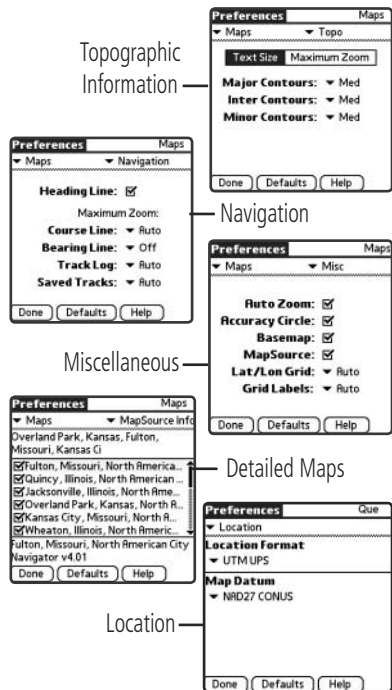 Preferences Maps
Maps Topo
Text Size Maximum Zoom
Major Contours: Med
Inter Contours: Med
Minor Contours: Med
Done Defaults Help
Topographic
Information
Preferences Maps
Maps Navigation
Heading Line:
Maximum Zoom:
Course Line: Auto
Bearing Line: Off
Track Log: Auto
Saved Tracks: Auto
Done Defaults Help
Navigation
Preferences Maps
Maps Misc
Auto Zoom:
Accuracy Circle:
Basemap:
MapSource:
Lat/Lon Grid: Auto
Grid Labels: Auto
Done Defaults Help
Miscellaneous
Preferences Maps
Maps MapSource Info
Overland Park, Kansas, Fulton,
Missouri, Kansas Ci
Fulton, Missouri, North America...
Quincy, Illinois, North American ...
Jacksonville, Illinois, North Ame...
Overland Park, Kansas, North A...
Kansas City, Missouri, North A...
Wheaton, Illinois, North Americ...
Fulton, Missouri, North American City
Navigator v4.01
Done Defaults Help
Detailed Maps
Preferences Que
Location
Location Format
UTM UPS
Map Datum
NAD27 CONUS
Done Defaults Help
Location